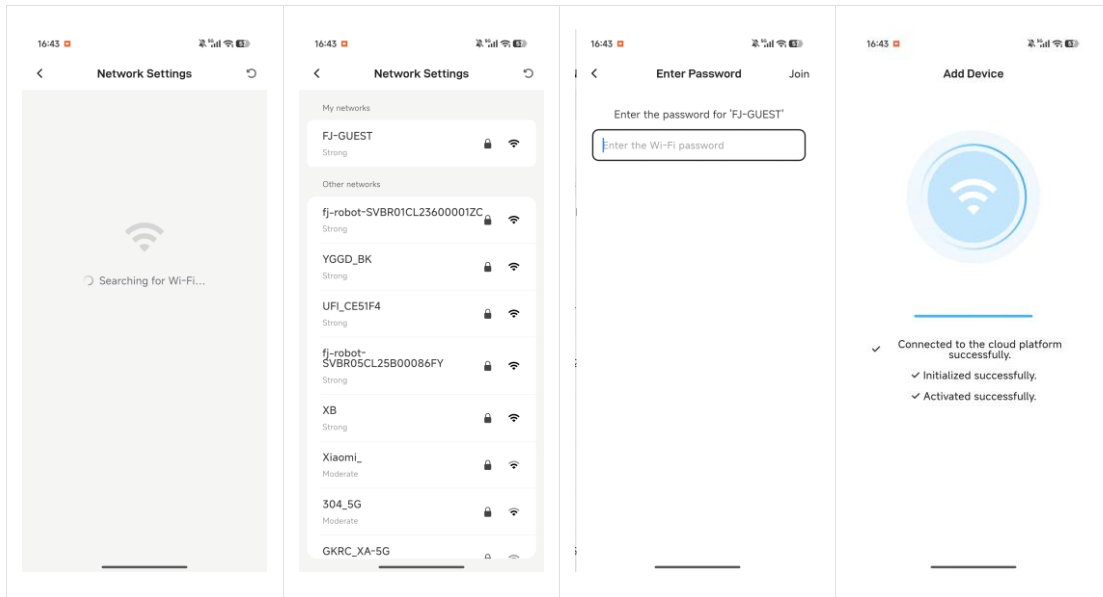 16:43
Network Settings
Searching for Wi-Fi...
16:43
Network Settings
My networks
FJ-GUEST
Strong
Other networks
fj-robot-SVBR01CL23600001ZC
Strong
YGGD_BK
Strong
UFI_CE51F4
Strong
fj-robot-
SVBR05CL25B00086FY
Strong
XB
Strong
Xiaomi_
Moderate
304_5G
Moderate
GKRC_XA-5G
16:43
Enter Password
Join
Enter the password for 'FJ-GUEST'
Enter the Wi-Fi password
16:43
Add Device
Connected to the cloud platform
successfully.
Initialized successfully.
Activated successfully.